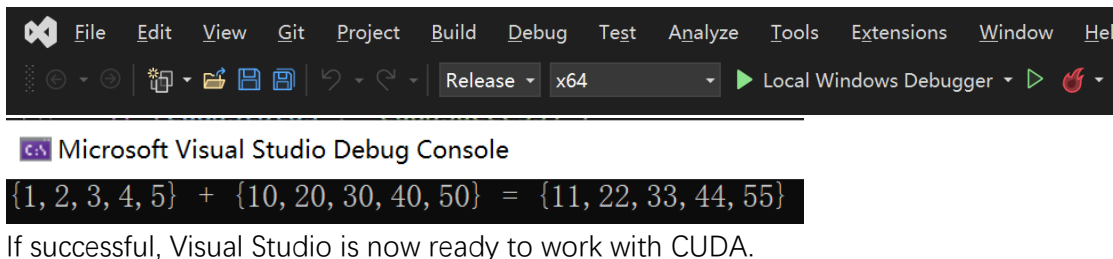 File Edit View Git Project Build Debug Test Analyze Tools Extensions Window Hel
Release x64 Local Windows Debugger
C:\ Microsoft Visual Studio Debug Console
{1, 2, 3, 4, 5} + {10, 20, 30, 40, 50} = {11, 22, 33, 44, 55}
If successful, Visual Studio is now ready to work with CUDA.